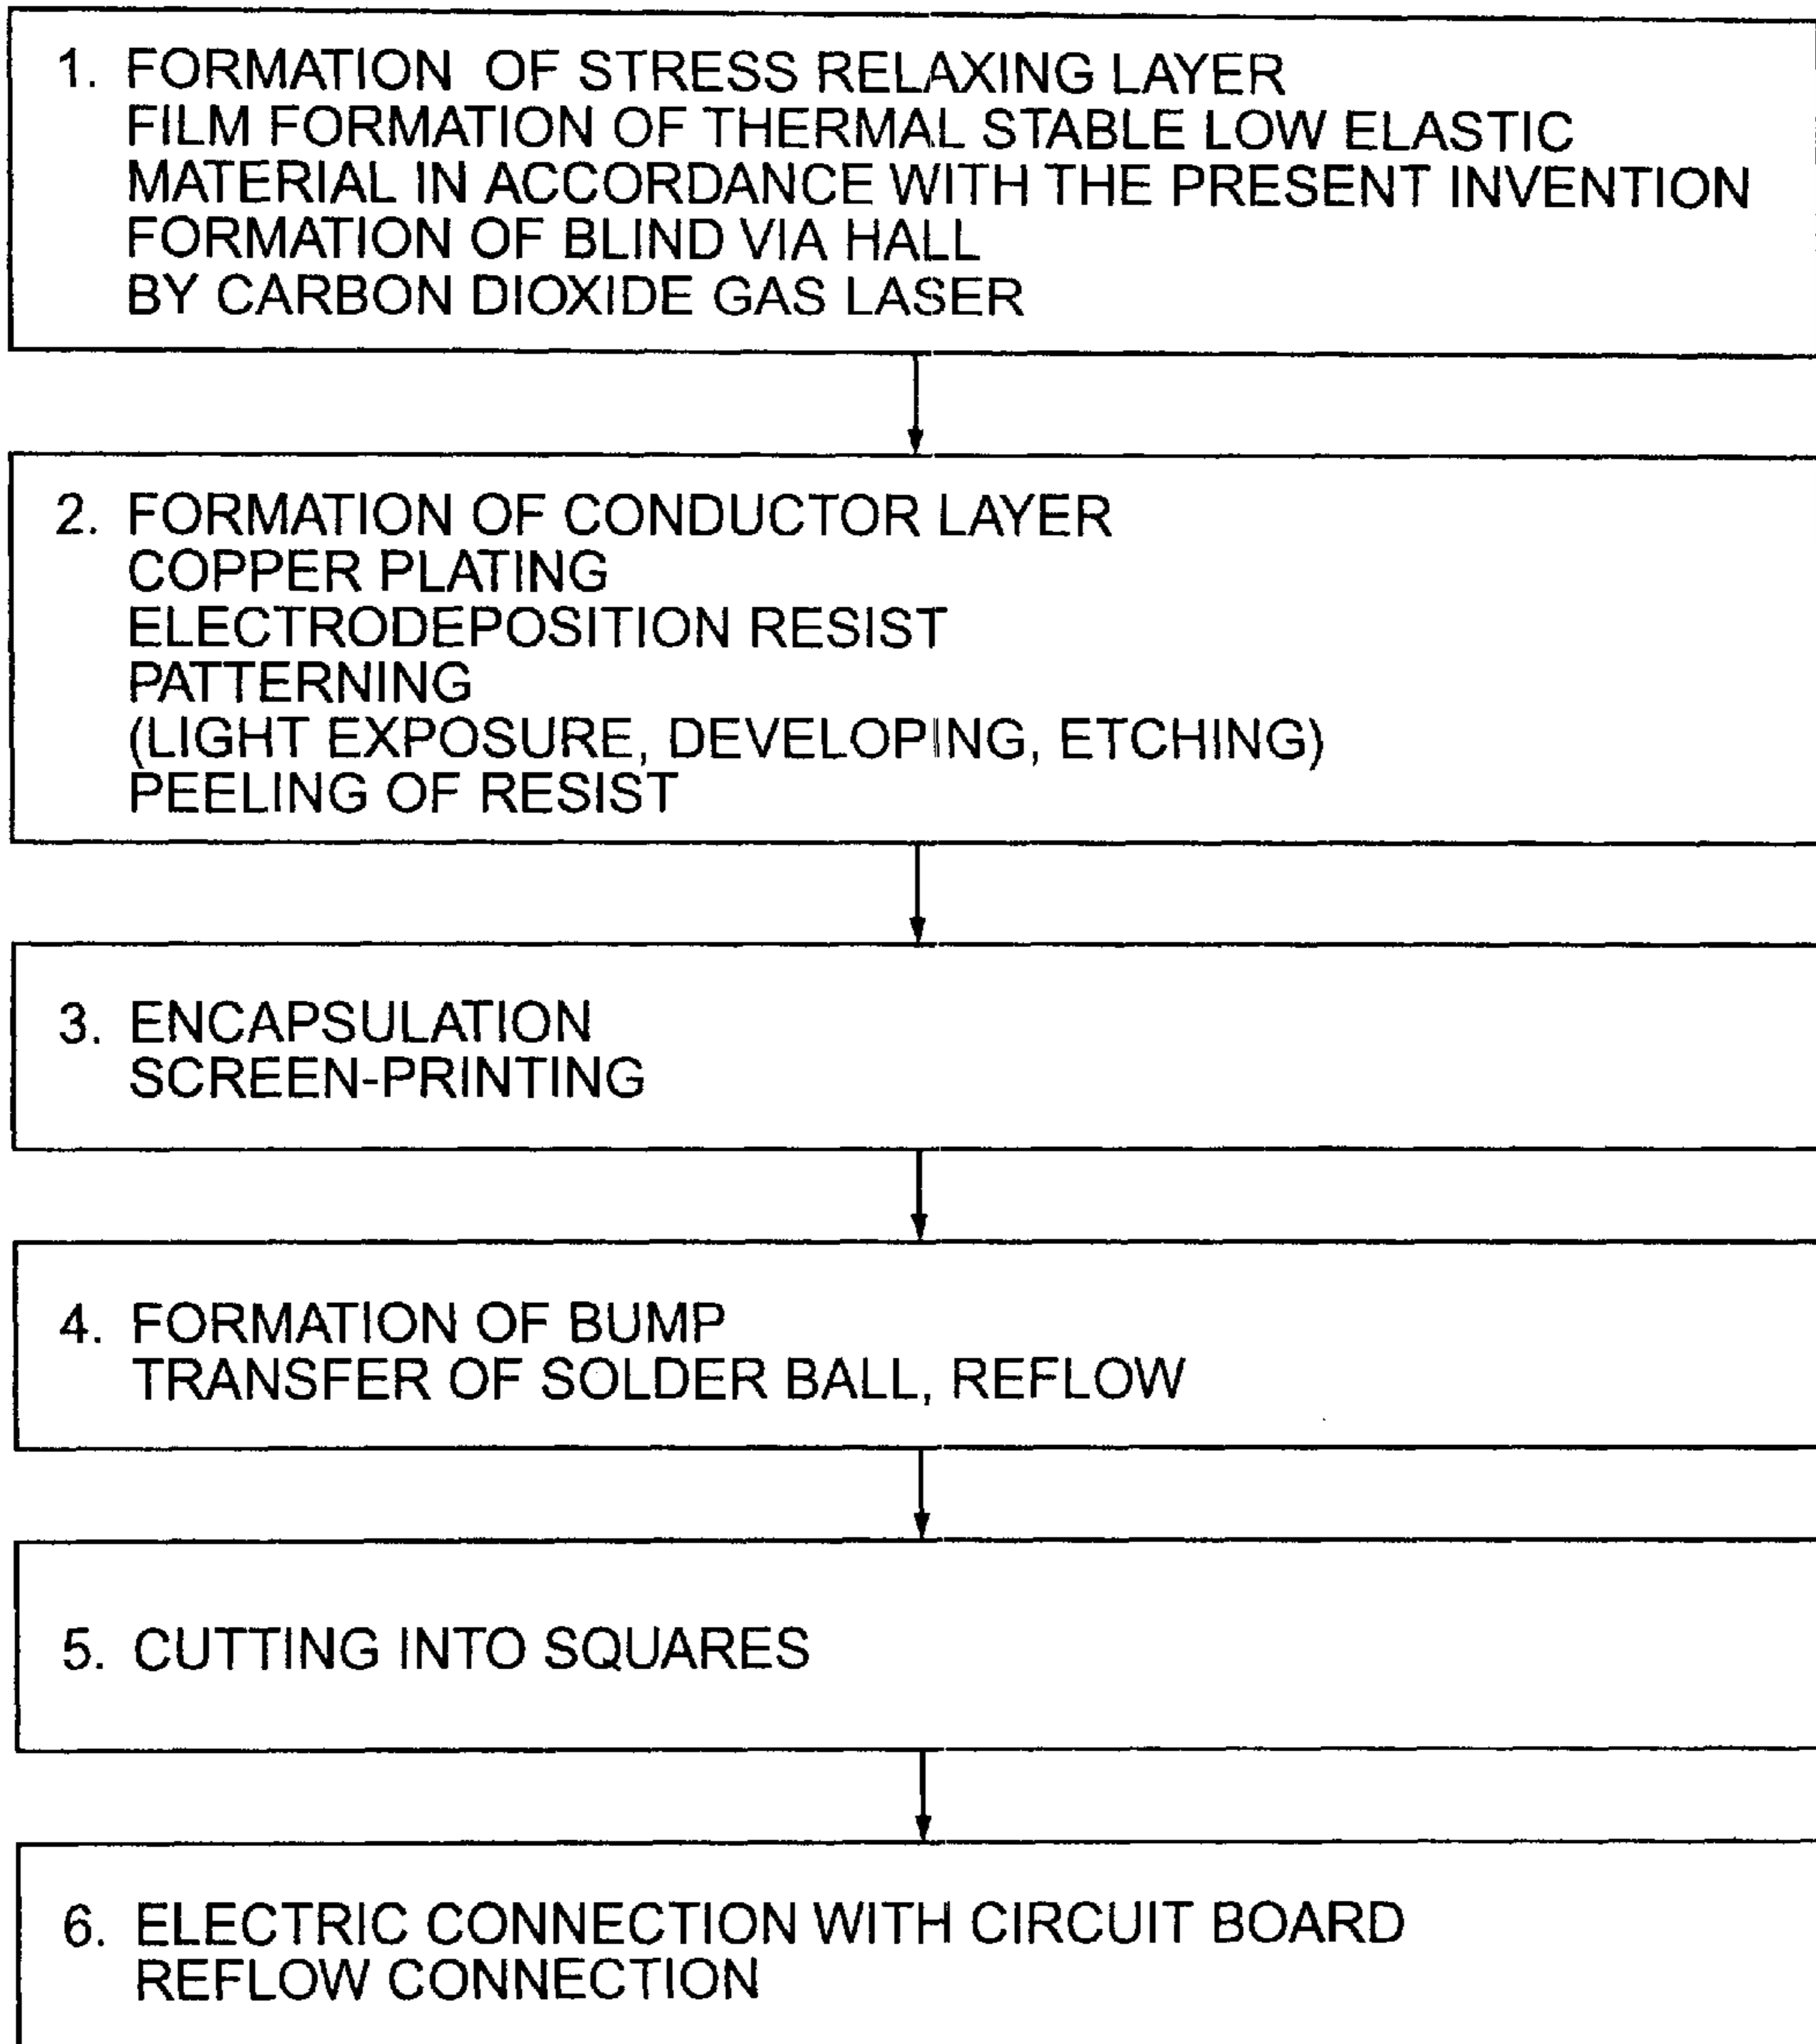 1. FORMATION OF STRESS RELAXING LAYER
FILM FORMATION OF THERMAL STABLE LOW ELASTIC
MATERIAL IN ACCORDANCE WITH THE PRESENT INVENTION
FORMATION OF BLIND VIA HALL
BY CARBON DIOXIDE GAS LASER
2. FORMATION OF CONDUCTOR LAYER
COPPER PLATING
ELECTRODEPOSITION RESIST
PATTERNING
(LIGHT EXPOSURE, DEVELOPING, ETCHING)
PEELING OF RESIST
3. ENCAPSULATION
SCREEN-PRINTING
4. FORMATION OF BUMP
TRANSFER OF SOLDER BALL, REFLOW
5. CUTTING INTO SQUARES
6. ELECTRIC CONNECTION WITH CIRCUIT BOARD
REFLOW CONNECTION